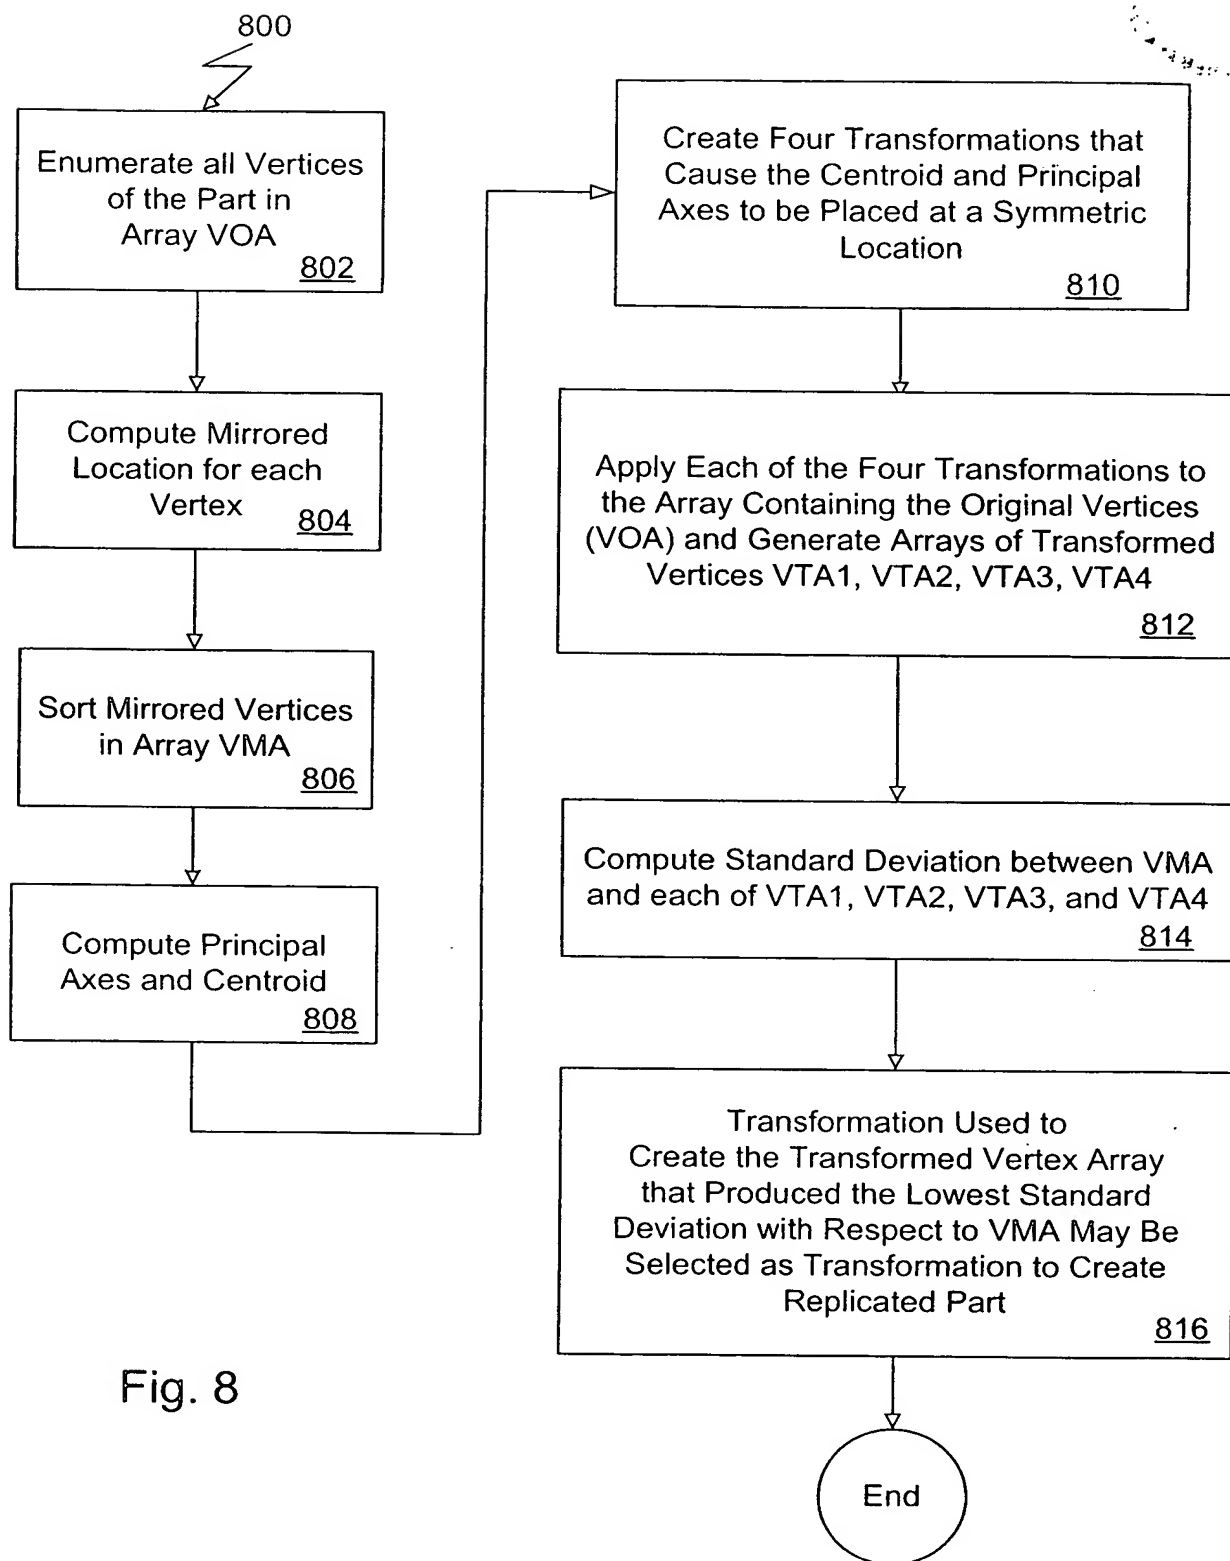 800
Enumerate all Vertices
of the Part in
Array VOA
802
Compute Mirrored
Location for each
Vertex
804
Sort Mirrored Vertices
in Array VMA
806
Compute Principal
Axes and Centroid
808
Create Four Transformations that
Cause the Centroid and Principal
Axes to be Placed at a Symmetric
Location
810
Apply Each of the Four Transformations to
the Array Containing the Original Vertices
(VOA) and Generate Arrays of Transformed
Vertices VTA1, VTA2, VTA3, VTA4
812
Compute Standard Deviation between VMA
and each of VTA1, VTA2, VTA3, and VTA4
814
Transformation Used to
Create the Transformed Vertex Array
that Produced the Lowest Standard
Deviation with Respect to VMA May Be
Selected as Transformation to Create
Replicated Part
816
End
Fig. 8